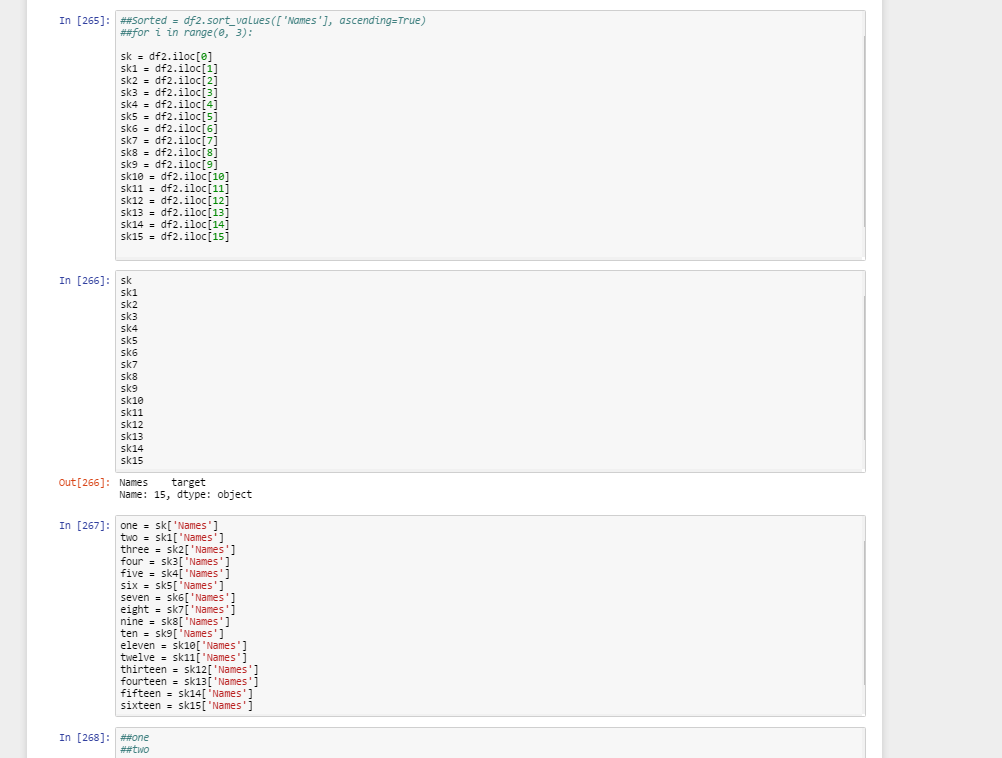 In [265]: ##Sorted = df2.sort_values(['Names'], ascending=True)
##for i in range(0, 3):
sk = df2.iloc[0]
sk1 = df2.iloc[1]
sk2 = df2.iloc[2]
sk3 = df2.iloc[3]
sk4 = df2.iloc[4]
sk5 = df2.iloc[5]
sk6 = df2.iloc[6]
sk7 = df2.iloc[7]
sk8 = df2.iloc[8]
sk9 = df2.iloc[9]
sk10 = df2.iloc[10]
sk11 = df2.iloc[11]
sk12 = df2.iloc[12]
sk13 = df2.iloc[13]
sk14 = df2.iloc[14]
sk15 = df2.iloc[15]
In [266]: sk
sk1
sk2
sk3
sk4
sk5
sk6
sk7
sk8
sk9
sk10
sk11
sk12
sk13
sk14
sk15
Out[266]: Names    target
Name: 15, dtype: object
In [267]: one = sk['Names']
two = sk1['Names']
three = sk2['Names']
four = sk3['Names']
five = sk4['Names']
six = sk5['Names']
seven = sk6['Names']
eight = sk7['Names']
nine = sk8['Names']
ten = sk9['Names']
eleven = sk10['Names']
twelve = sk11['Names']
thirteen = sk12['Names']
fourteen = sk13['Names']
fifteen = sk14['Names']
sixteen = sk15['Names']
In [268]: ##one
##two